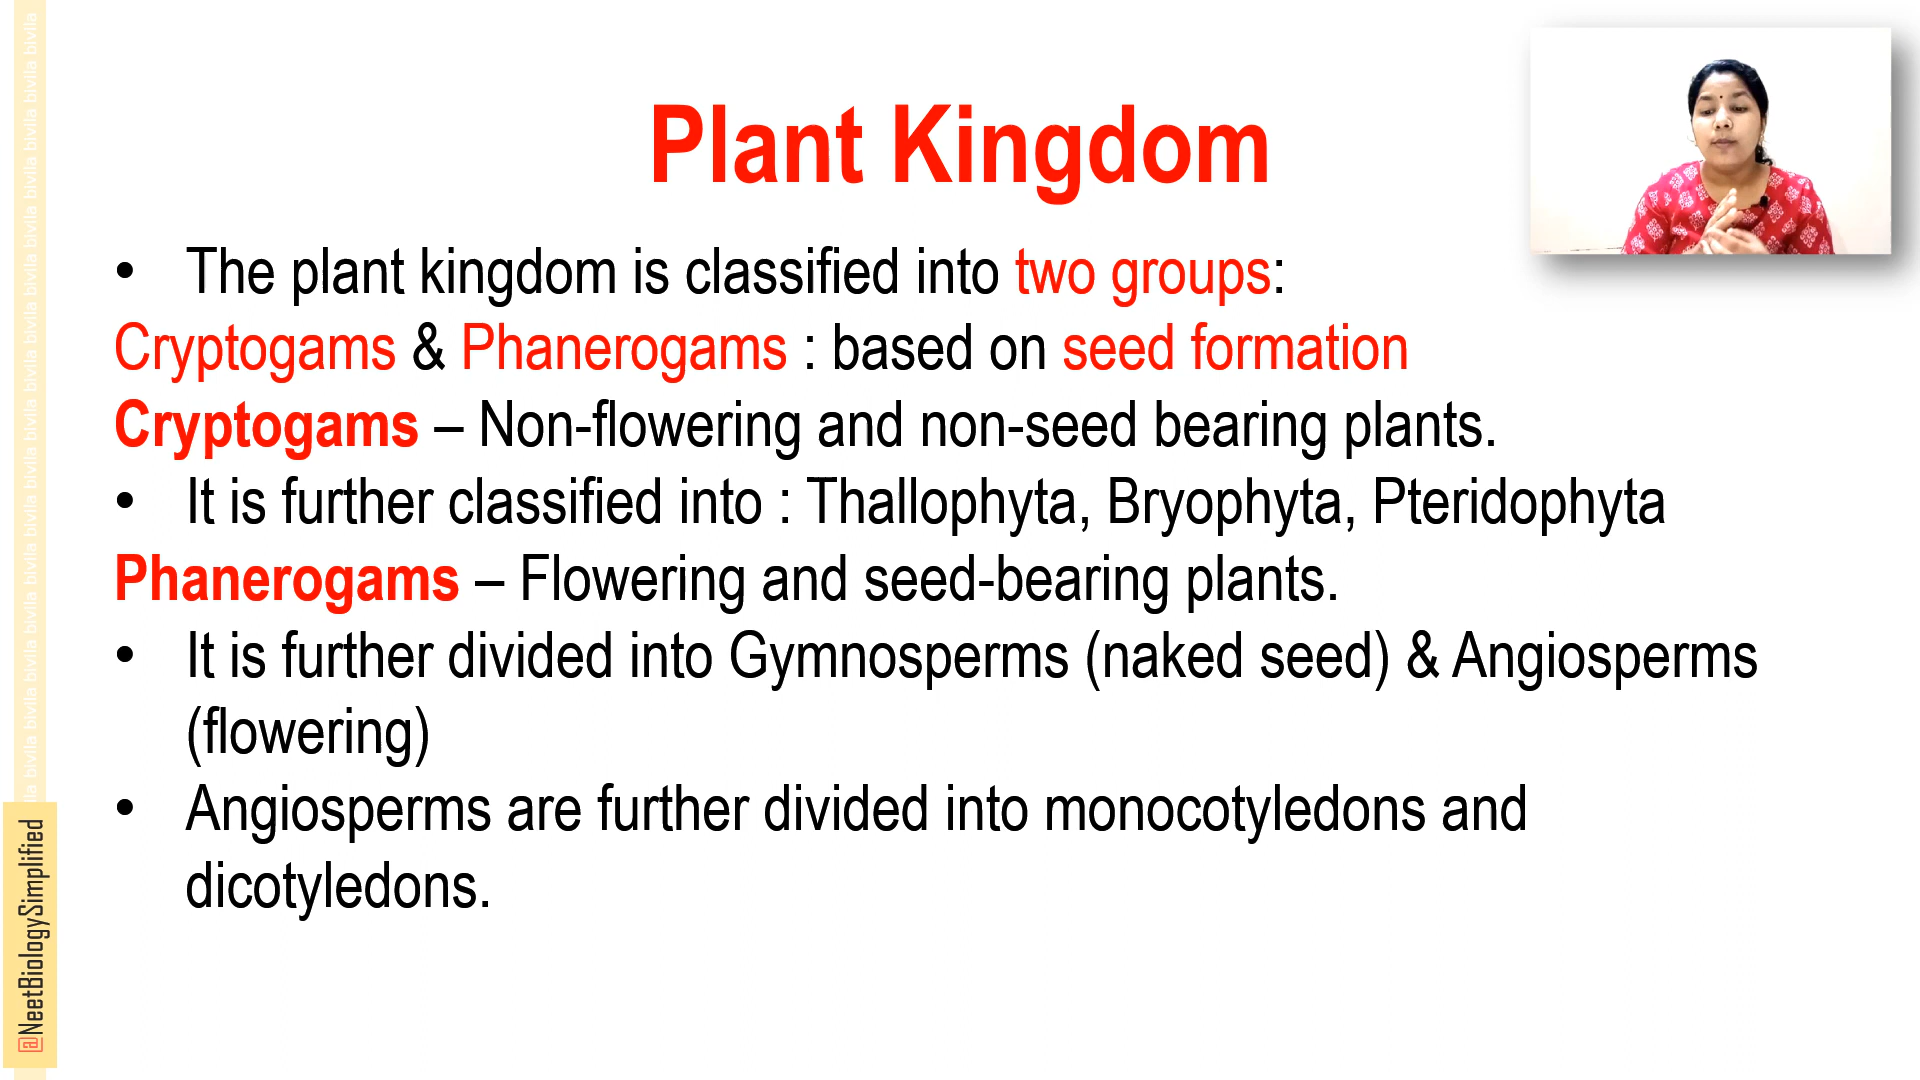 Plant Kingdom
• The plant kingdom is classified into two groups:
Cryptogams & Phanerogams : based on seed formation
Cryptogams – Non-flowering and non-seed bearing plants.
• It is further classified into : Thallophyta, Bryophyta, Pteridophyta
Phanerogams – Flowering and seed-bearing plants.
• It is further divided into Gymnosperms (naked seed) & Angiosperms
(flowering)
• Angiosperms are further divided into monocotyledons and
dicotyledons.
@NeetBiologySimplified